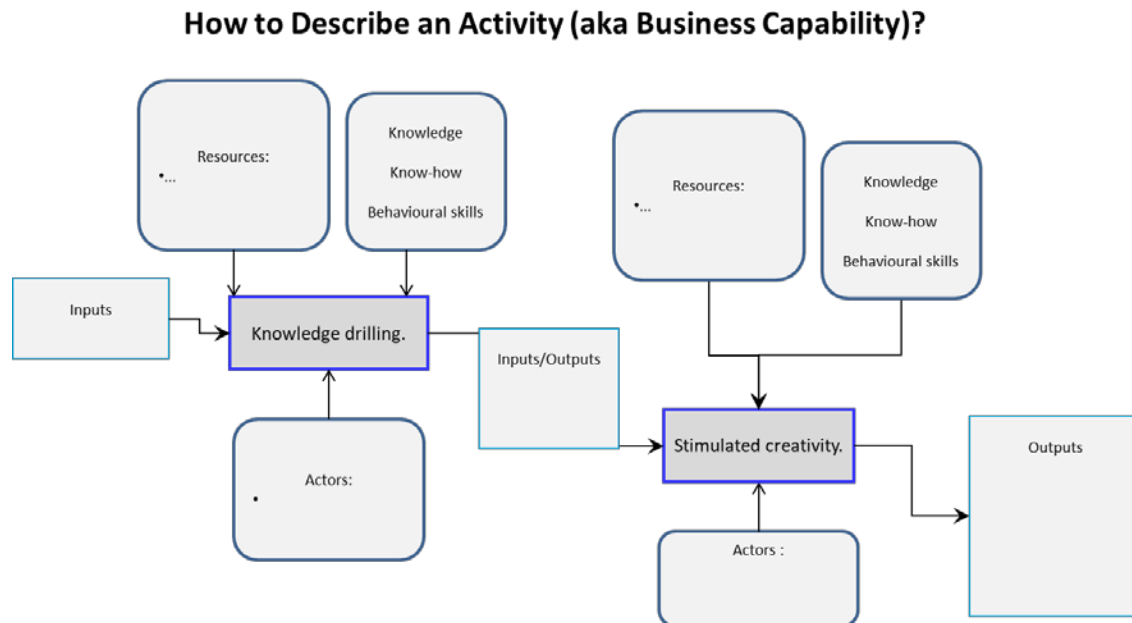 How to Describe an Activity (aka Business Capability)?
Resources:
•...
Knowledge
Know-how
Behavioural skills
Resources:
•...
Knowledge
Know-how
Behavioural skills
Inputs
Knowledge drilling.
Inputs/Outputs
Stimulated creativity.
Outputs
Actors:
•
Actors :